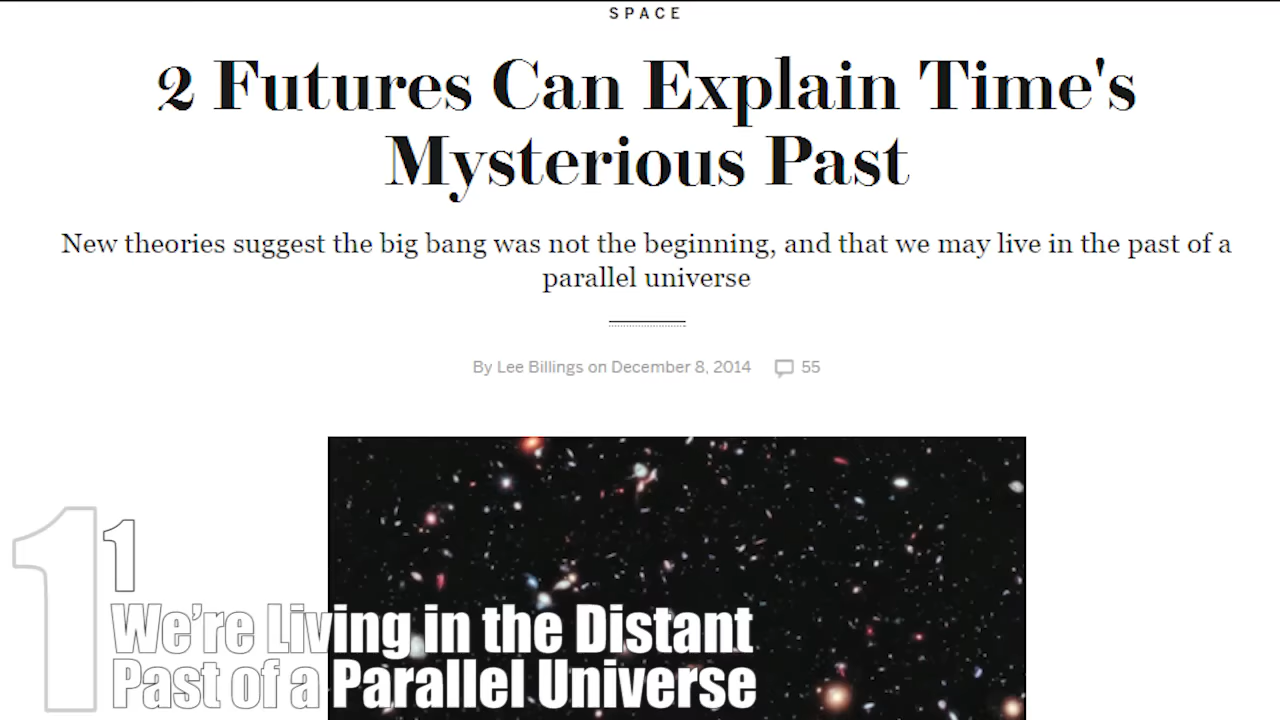 SPACE
2 Futures Can Explain Time's
Mysterious Past
New theories suggest the big bang was not the beginning, and that we may live in the past of a
parallel universe
By Lee Billings on December 8, 2014 55
1
1
We're Living in the Distant
Past of a Parallel Universe